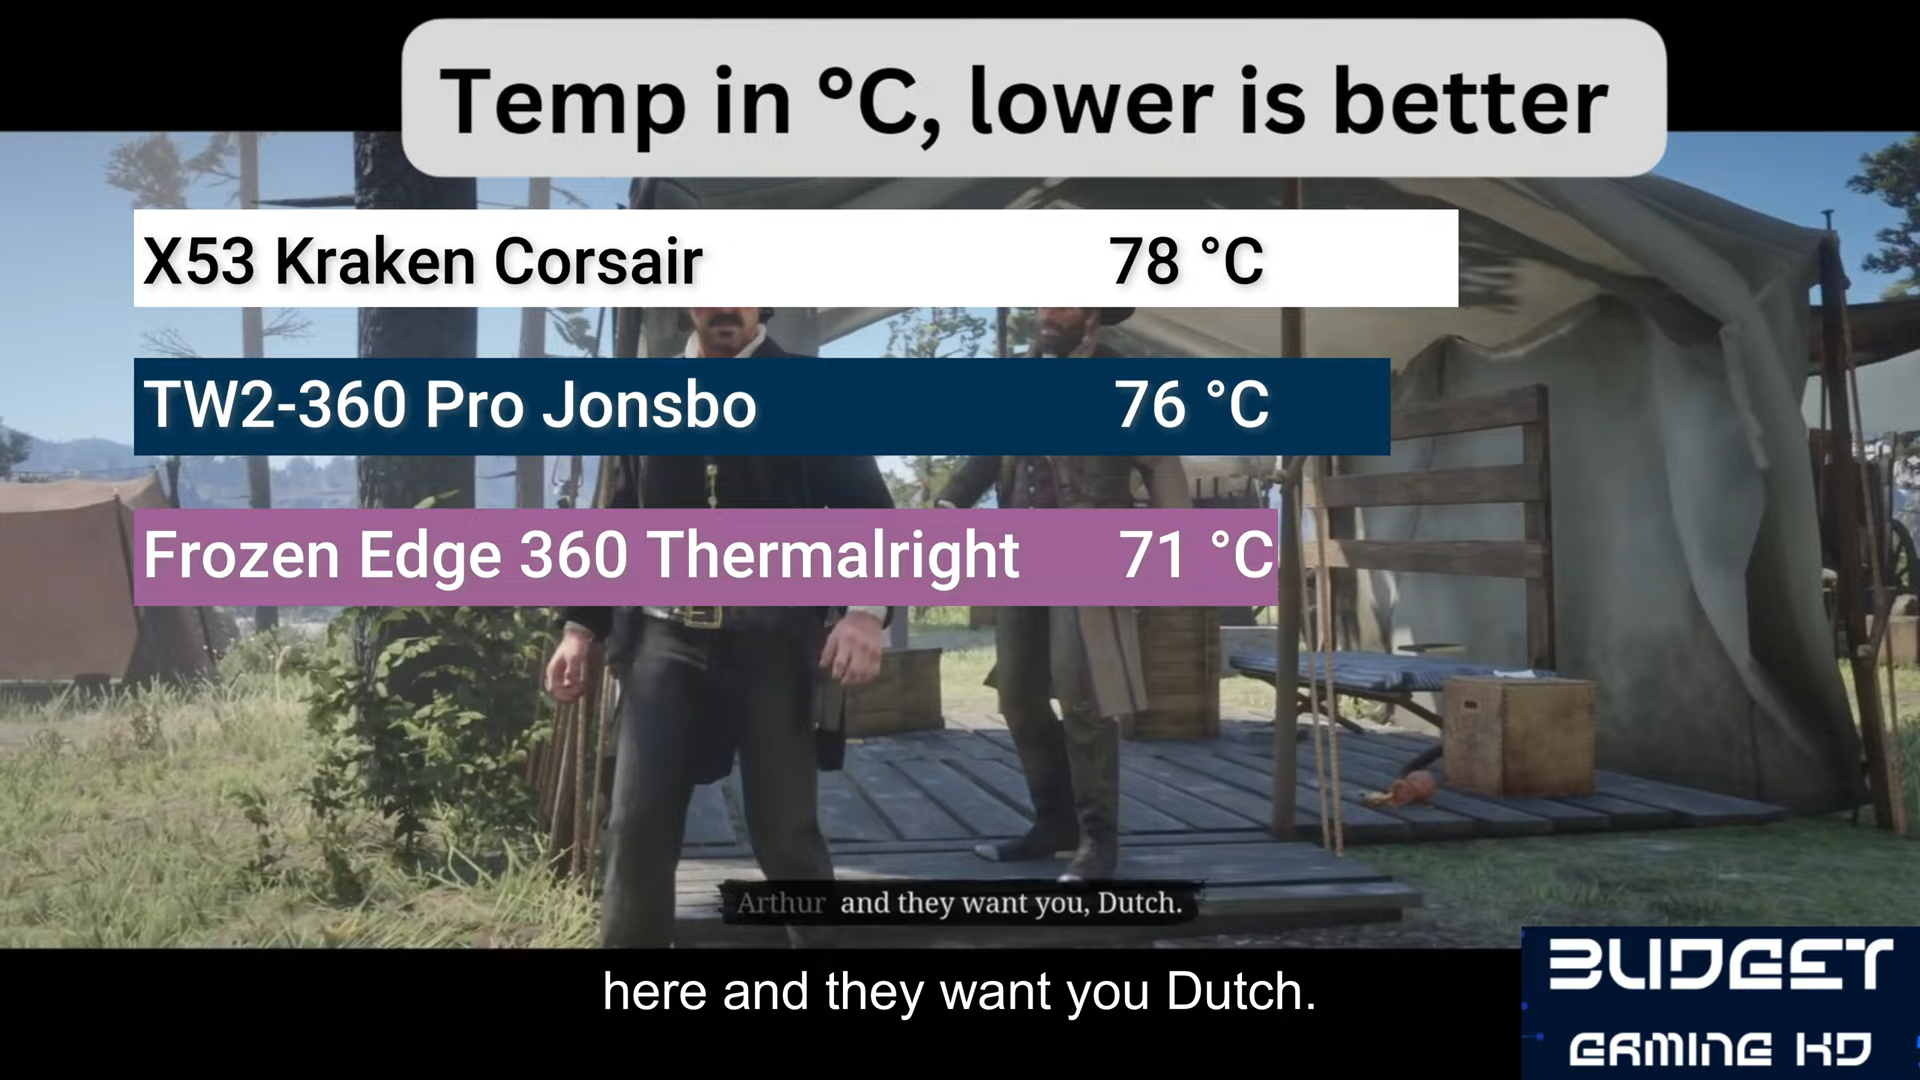 Temp in °C, lower is better
X53 Kraken Corsair 78 °C
TW2-360 Pro Jonsbo 76 °C
Frozen Edge 360 Thermalright 71 °C
Arthur and they want you, Dutch.
here and they want you Dutch.
BUDGET
GAMING HD